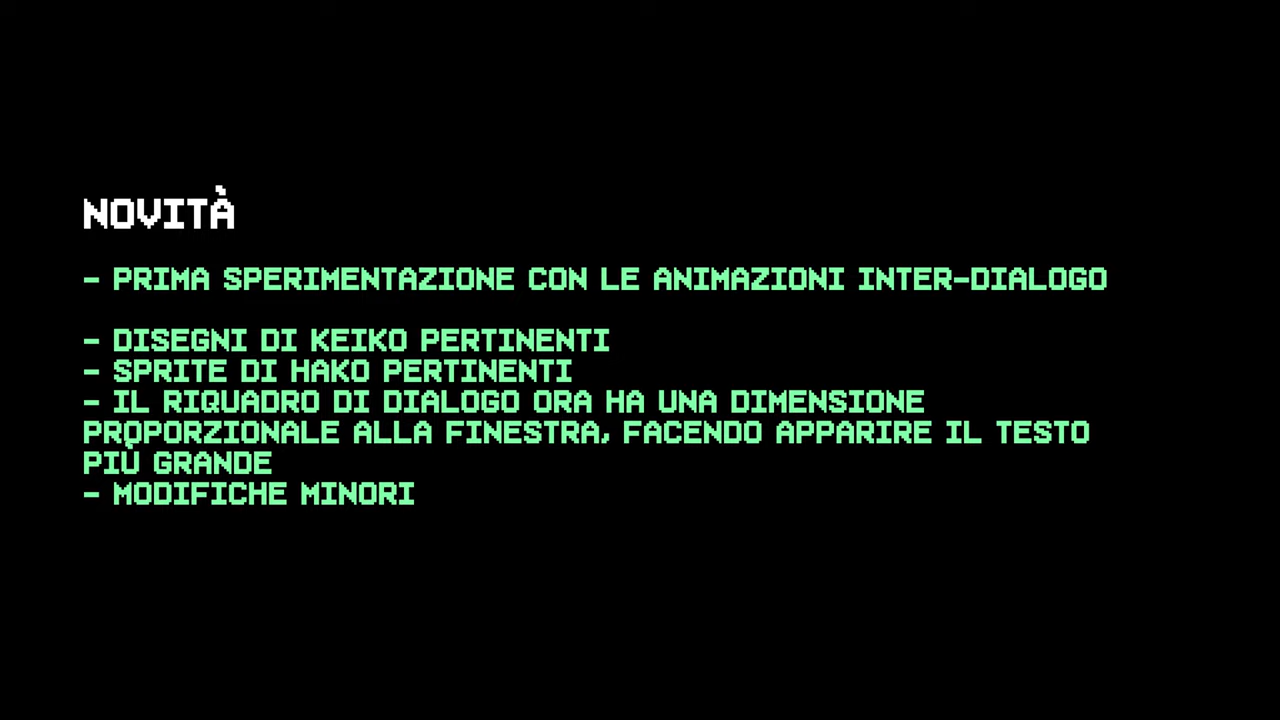 NOVITÀ
- PRIMA SPERIMENTAZIONE CON LE ANIMAZIONI INTER-DIALOGO
- DISEGNI DI KEIKO PERTINENTI
- SPRITE DI HAKO PERTINENTI
- IL RIQUADRO DI DIALOGO ORA HA UNA DIMENSIONE
PROPORZIONALE ALLA FINESTRA, FACENDO APPARIRE IL TESTO
PIÙ GRANDE
- MODIFICHE MINORI